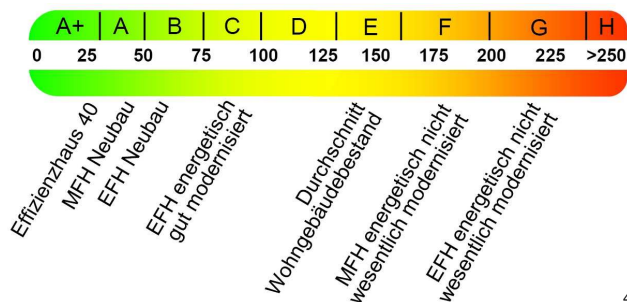 A+ A B C D E F G H
0 25 50 75 100 125 150 175 200 225 >250
Effizienzhaus 40
MFH Neubau
EFH Neubau
EFH energetisch
gut modernisiert
Durchschnitt
Wohngebäudebestand
MFH energetisch nicht
wesentlich modernisiert
EFH energetisch nicht
wesentlich modernisiert